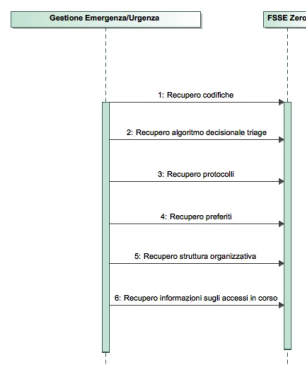 Gestione Emergenza/Urgenza
FSSE Zero
1: Recupero codifiche
2: Recupero algoritmo decisionale triage
3: Recupero protocolli
4: Recupero preferiti
5: Recupero struttura organizzativa
6: Recupero informazioni sugli accessi in corso